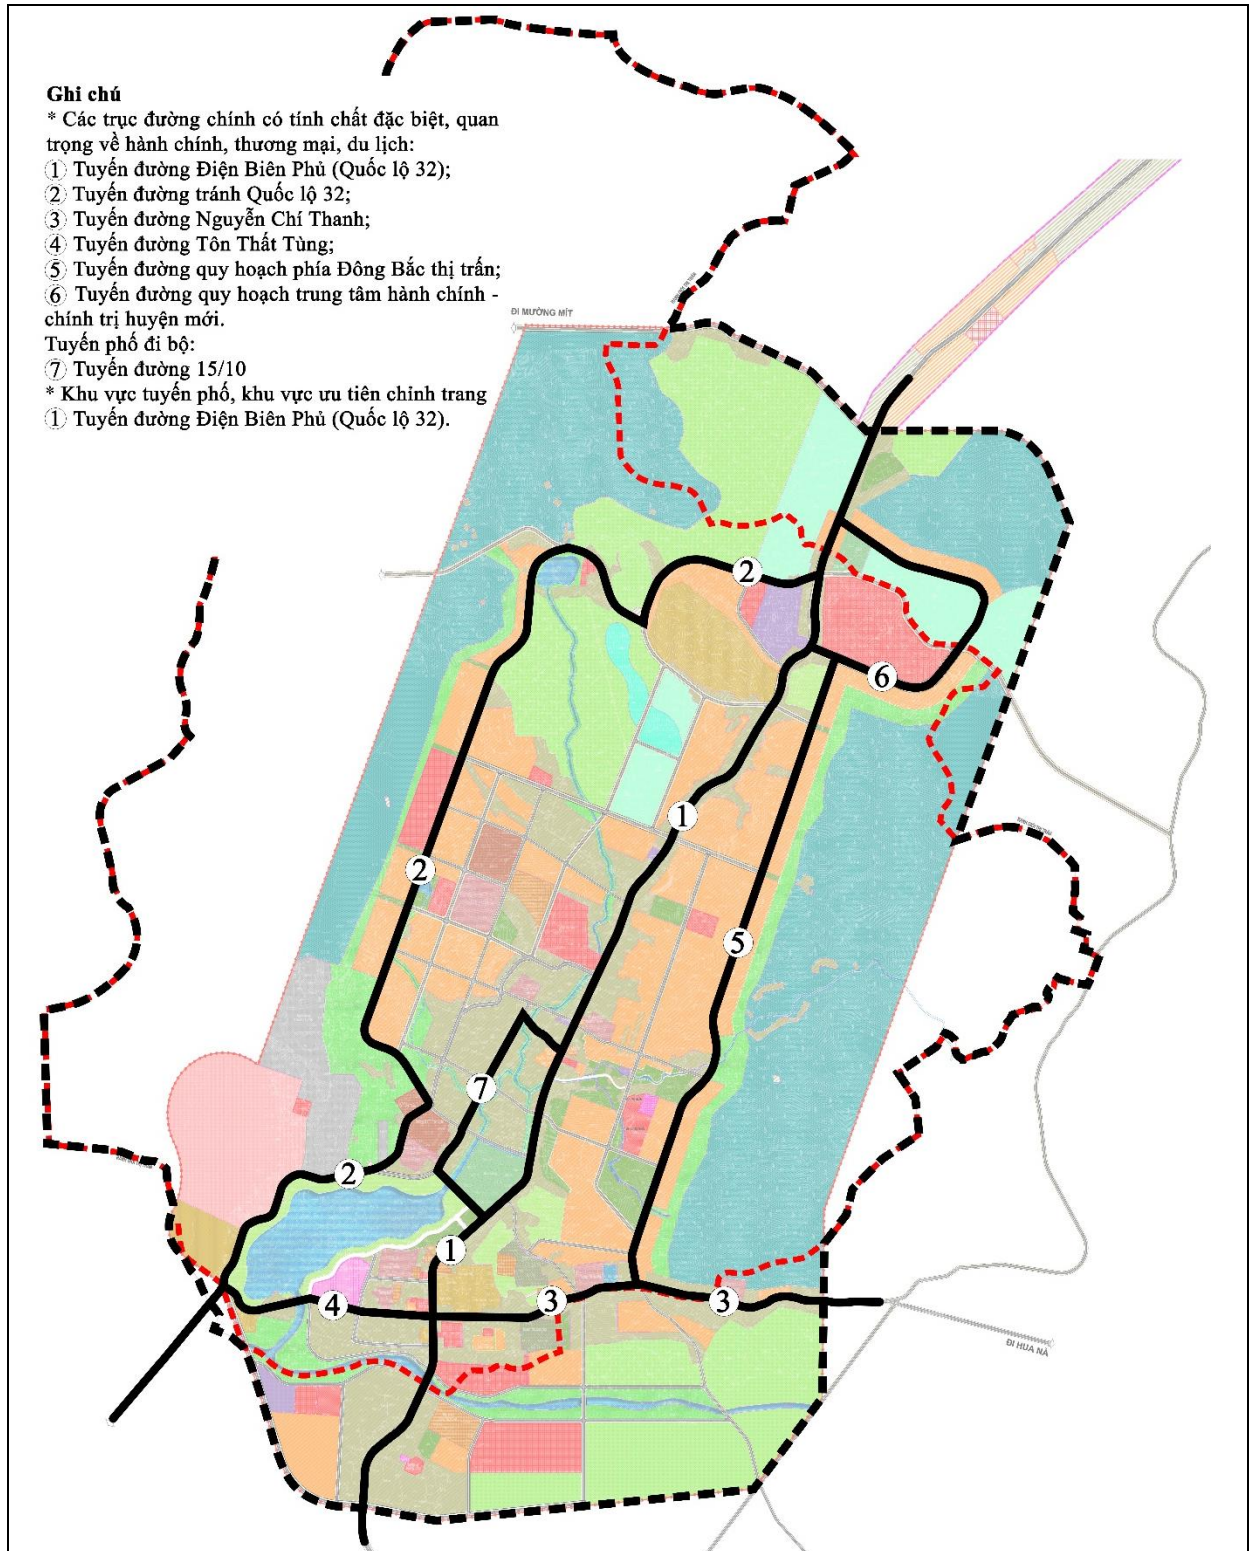 Ghi chú
* Các trục đường chính có tính chất đặc biệt, quan
trọng về hành chính, thương mại, du lịch:
1 Tuyến đường Điện Biên Phủ (Quốc lộ 32);
2 Tuyến đường tránh Quốc lộ 32;
3 Tuyến đường Nguyễn Chí Thanh;
4 Tuyến đường Tôn Thất Tùng;
5 Tuyến đường quy hoạch phía Đông Bắc thị trấn;
6 Tuyến đường quy hoạch trung tâm hành chính -
chính trị huyện mới.
Tuyến phố đi bộ:
7 Tuyến đường 15/10
* Khu vực tuyến phố, khu vực ưu tiên chỉnh trang
1 Tuyến đường Điện Biên Phủ (Quốc lộ 32).
ĐI MƯỜNG MÍT
2
6
1
2
5
7
2
1
4
3
3
ĐI HUA NÀ